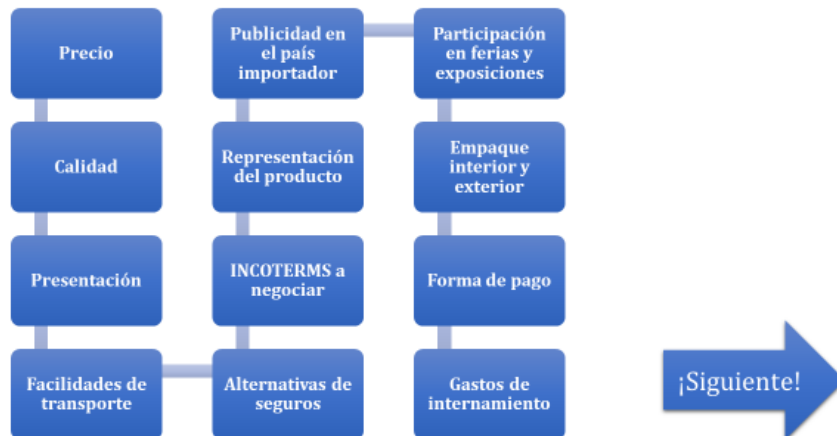 Precio
Calidad
Presentación
Facilidades de
transporte
Alternativas de
seguros
INCOTERMS a
negociar
Representación
del producto
Publicidad en
el país
importador
Participación
en ferias y
exposiciones
Empaque
interior y
exterior
Forma de pago
Gastos de
internamiento
¡Siguiente!